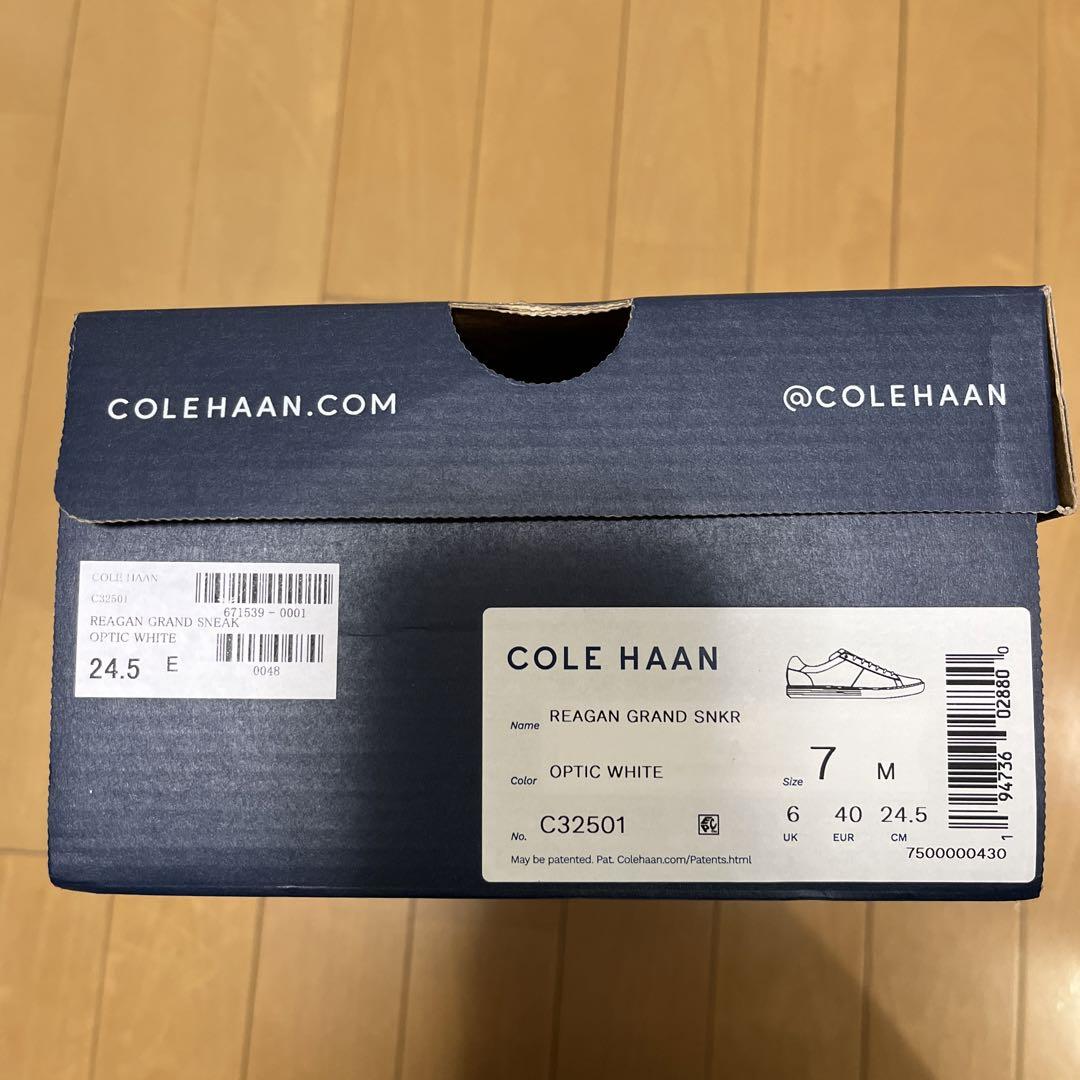 COLEHAAN.COM
@COLEHAAN
COLE HAAN
C32501
671539-0001
REAGAN GRAND SNEAK
OPTIC WHITE
24.5 E
0048
COLE HAAN
Name REAGAN GRAND SNKR
Color OPTIC WHITE
Size 7 M
No. C32501
6 40 24.5
UK EUR CM
May be patented. Pat. Colehaan.com/Patents.html
7500000430
1 94736 02880 0